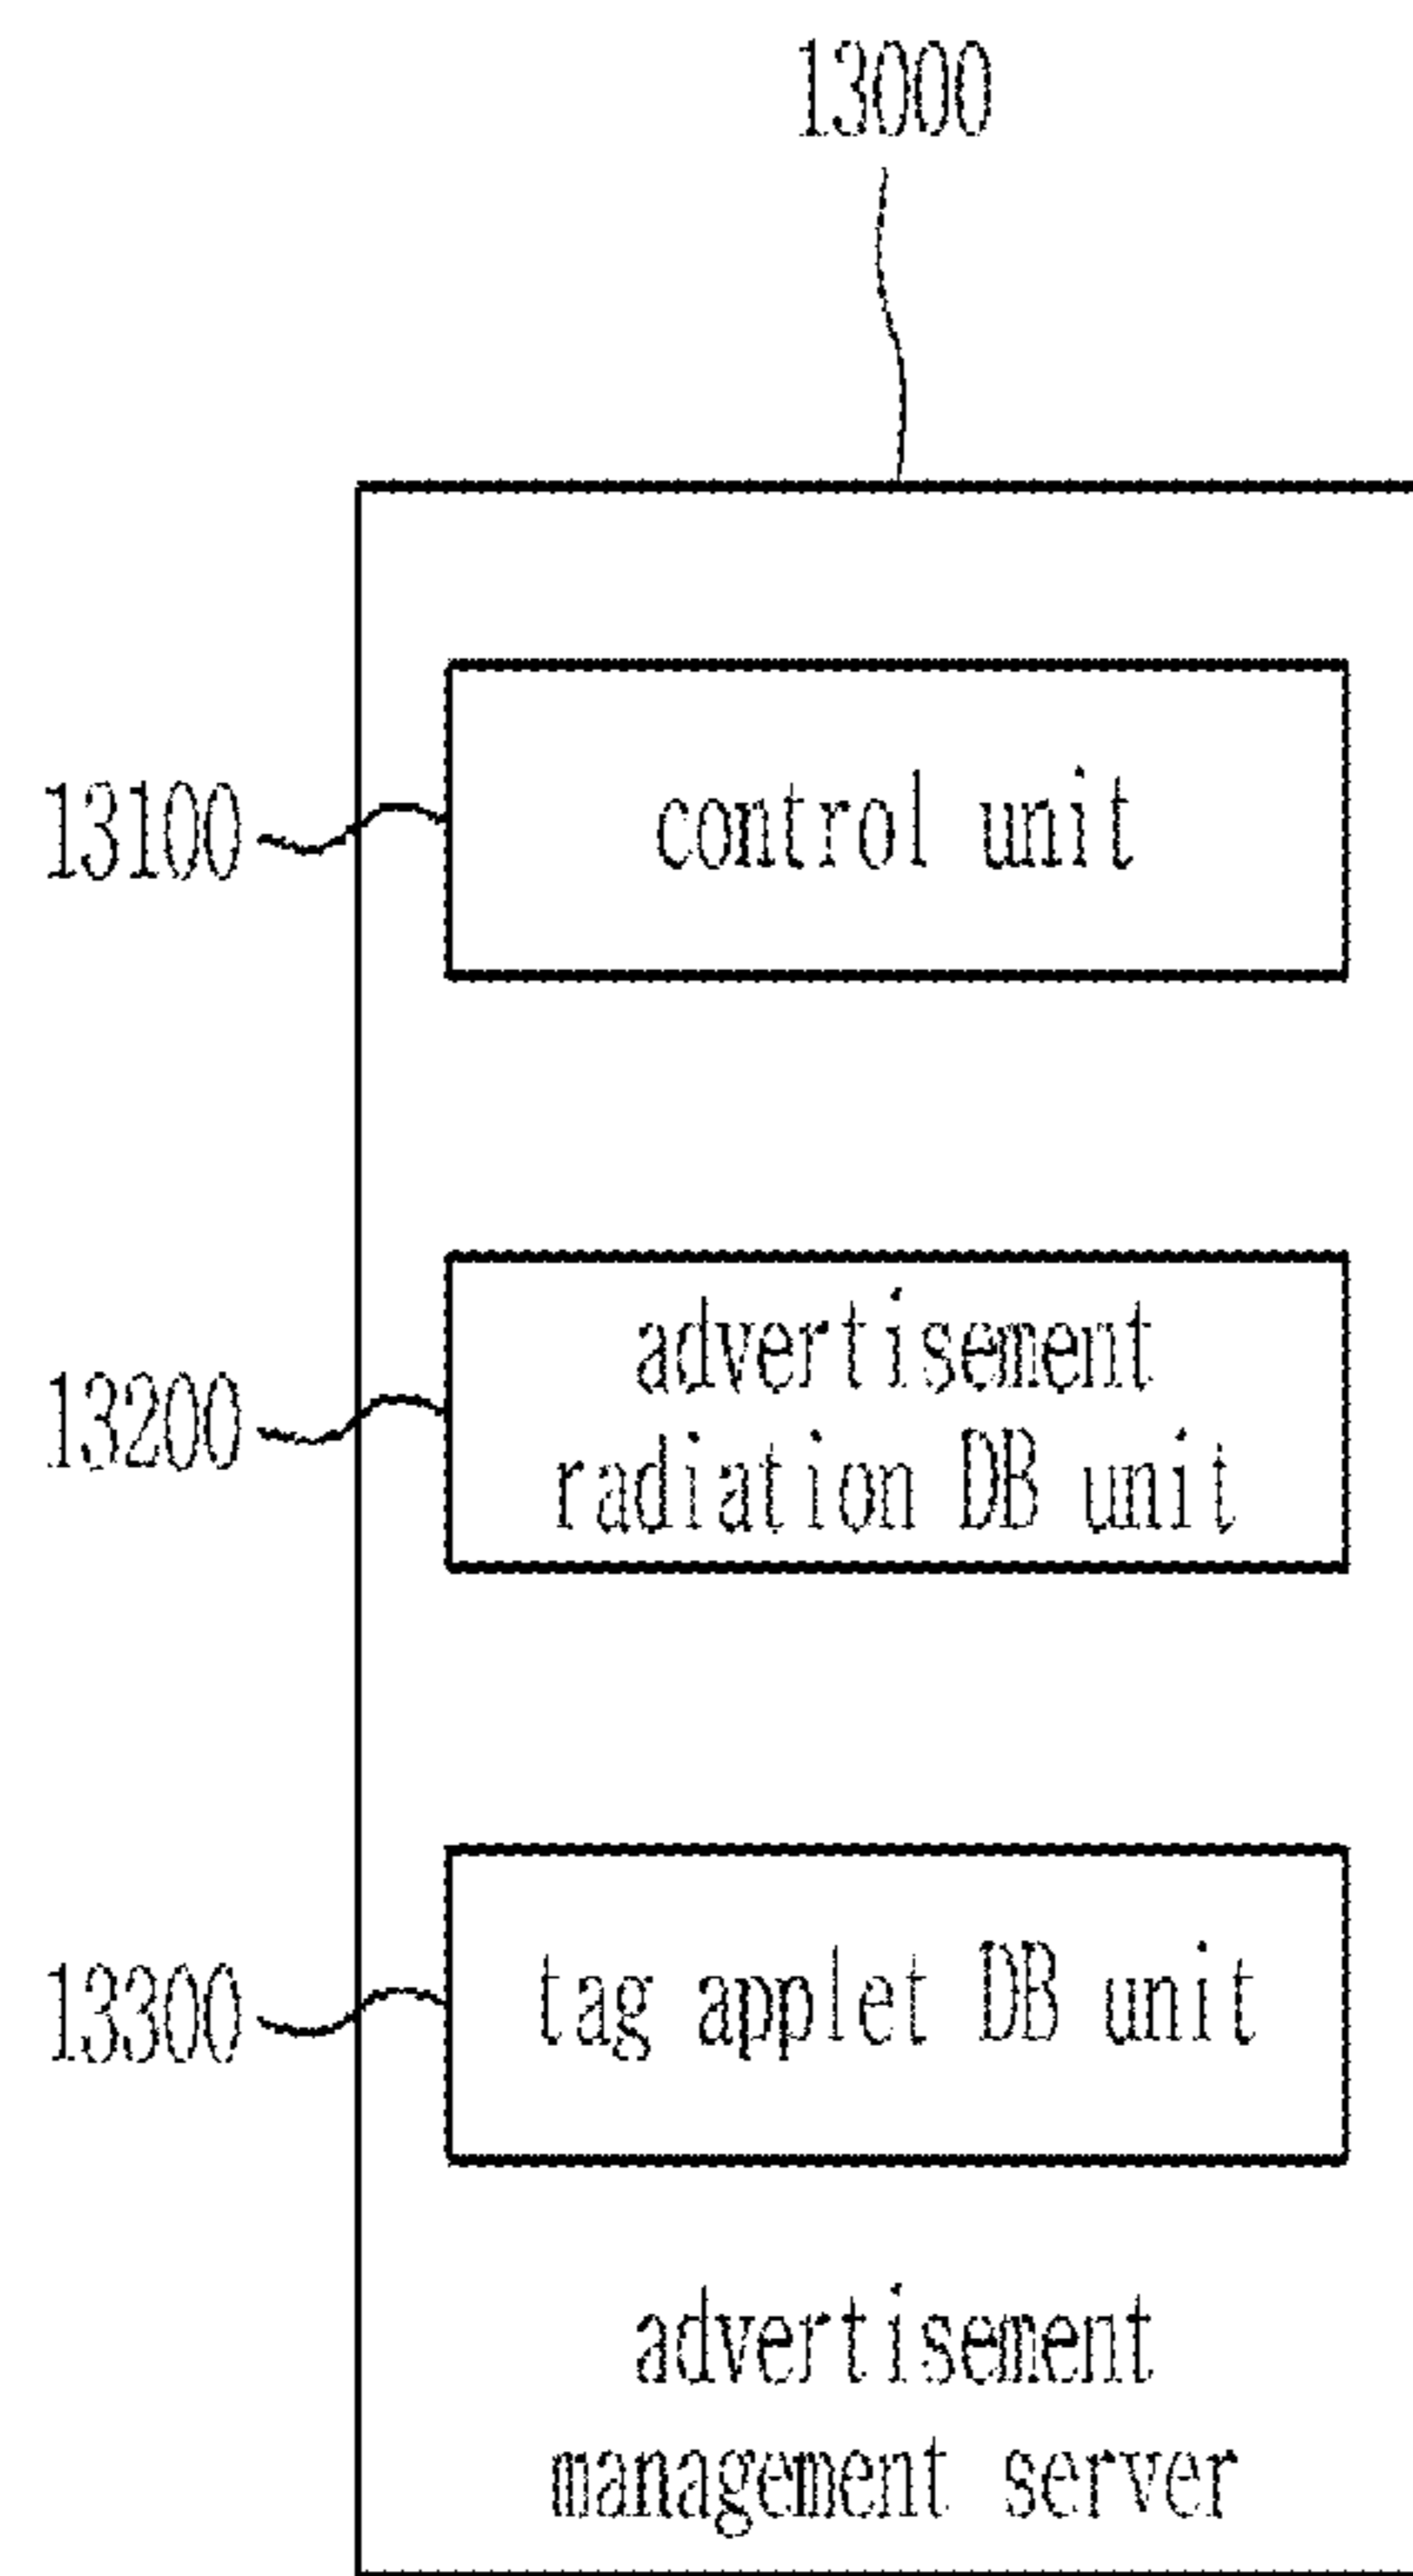 13000
13100
control unit
13200
advertisement
radiation DB unit
13300
tag applet DB unit
advertisement
management server